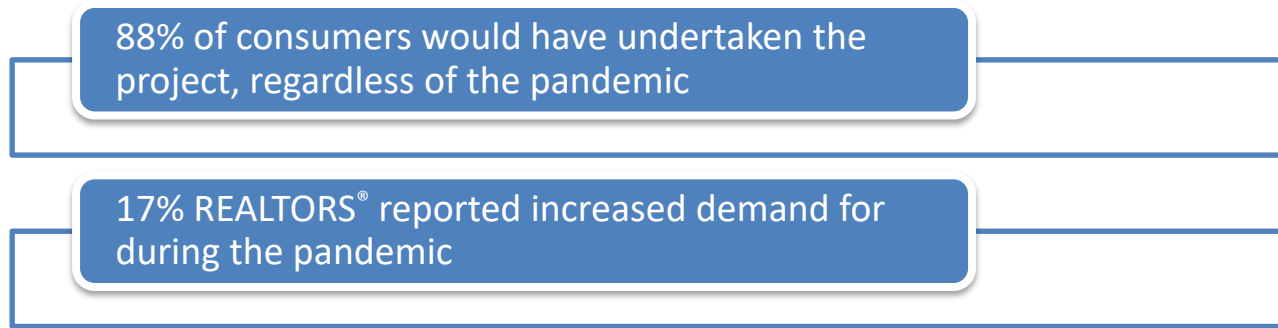 88% of consumers would have undertaken the
project, regardless of the pandemic
17% REALTORS® reported increased demand for
during the pandemic